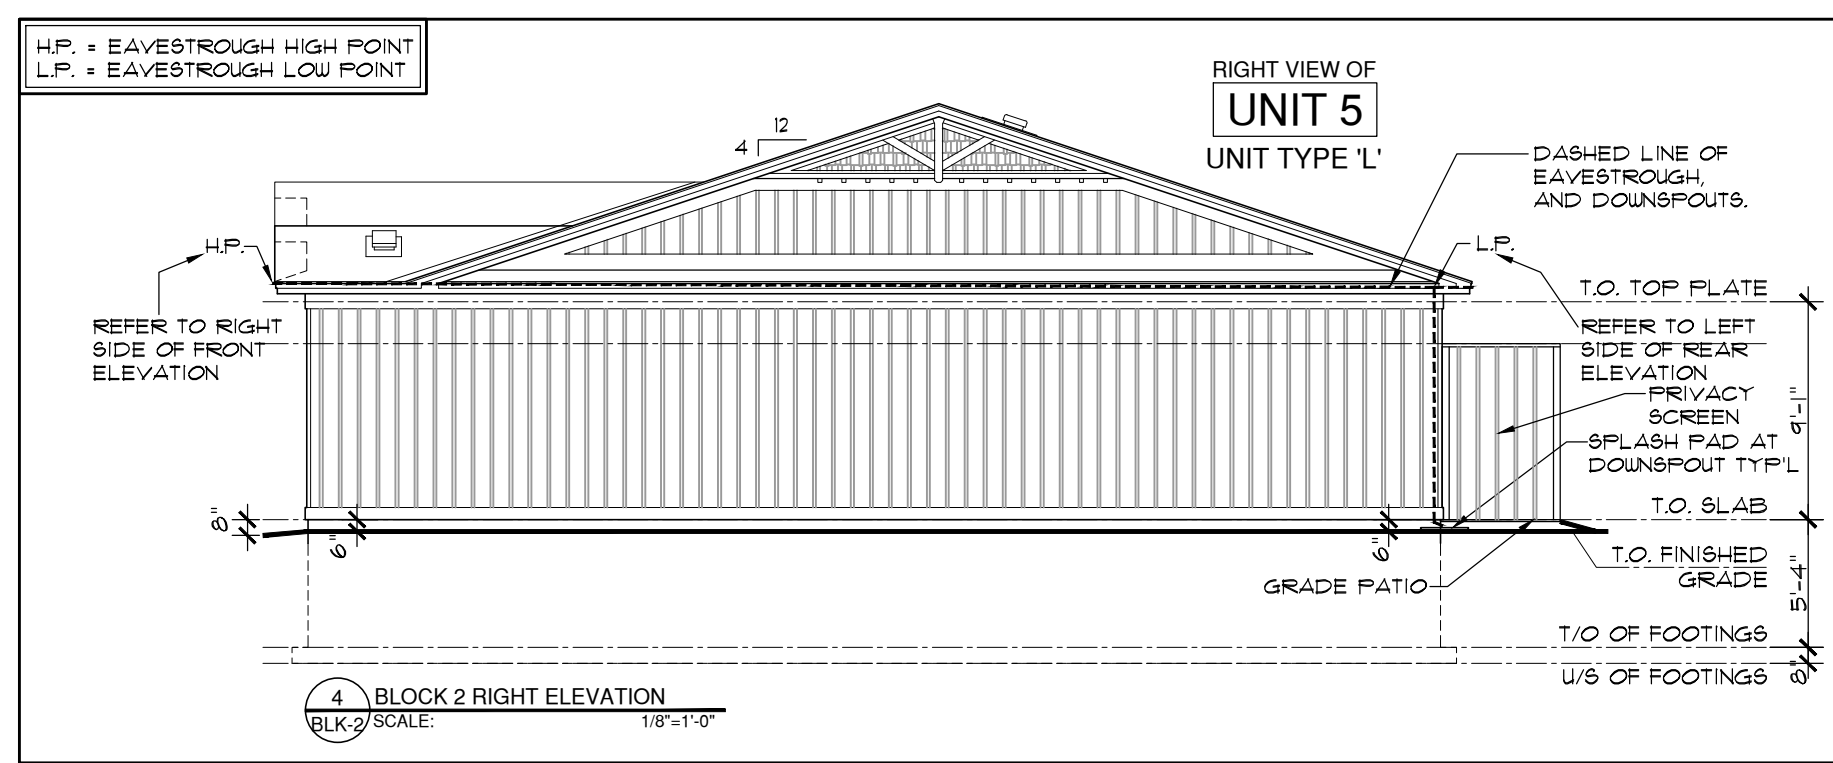 H.P. = EAVESTROUGH HIGH POINT
L.P. = EAVESTROUGH LOW POINT
RIGHT VIEW OF
UNIT 5
UNIT TYPE 'L'
12
4
DASHED LINE OF
EAVESTROUGH,
AND DOWNSPOUTS.
H.P.
L.P.
REFER TO RIGHT
SIDE OF FRONT
ELEVATION
T.O. TOP PLATE
REFER TO LEFT
SIDE OF REAR
ELEVATION
PRIVACY
SCREEN
9'-1"
SPLASH PAD AT
DOWNSPOUT TYP'L
T.O. SLAB
8"
6"
6"
T.O. FINISHED
GRADE
GRADE PATIO
5'-4"
T/O OF FOOTINGS
U/S OF FOOTINGS
8"
4
BLK-2
BLOCK 2 RIGHT ELEVATION
SCALE: 1/8"=1'-0"